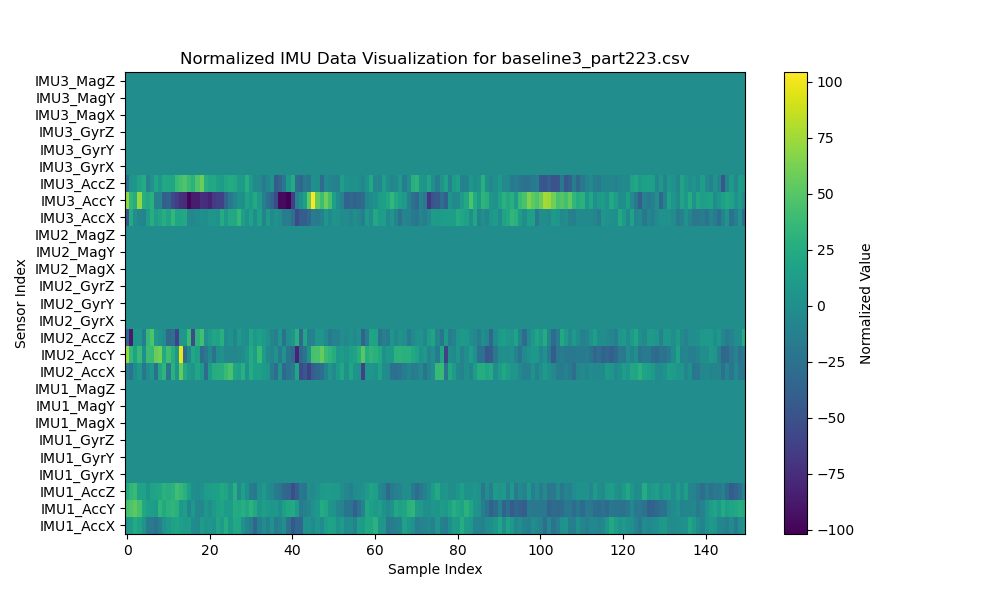 Normalized IMU Data Visualization for baseline3_part223.csv
Sensor Index
IMU3_MagZ
IMU3_MagY
IMU3_MagX
IMU3_GyrZ
IMU3_GyrY
IMU3_GyrX
IMU3_AccZ
IMU3_AccY
IMU3_AccX
IMU2_MagZ
IMU2_MagY
IMU2_MagX
IMU2_GyrZ
IMU2_GyrY
IMU2_GyrX
IMU2_AccZ
IMU2_AccY
IMU2_AccX
IMU1_MagZ
IMU1_MagY
IMU1_MagX
IMU1_GyrZ
IMU1_GyrY
IMU1_GyrX
IMU1_AccZ
IMU1_AccY
IMU1_AccX
0 20 40 60 80 100 120 140
Sample Index
100
75
50
25
0
−25
−50
−75
−100
Normalized Value